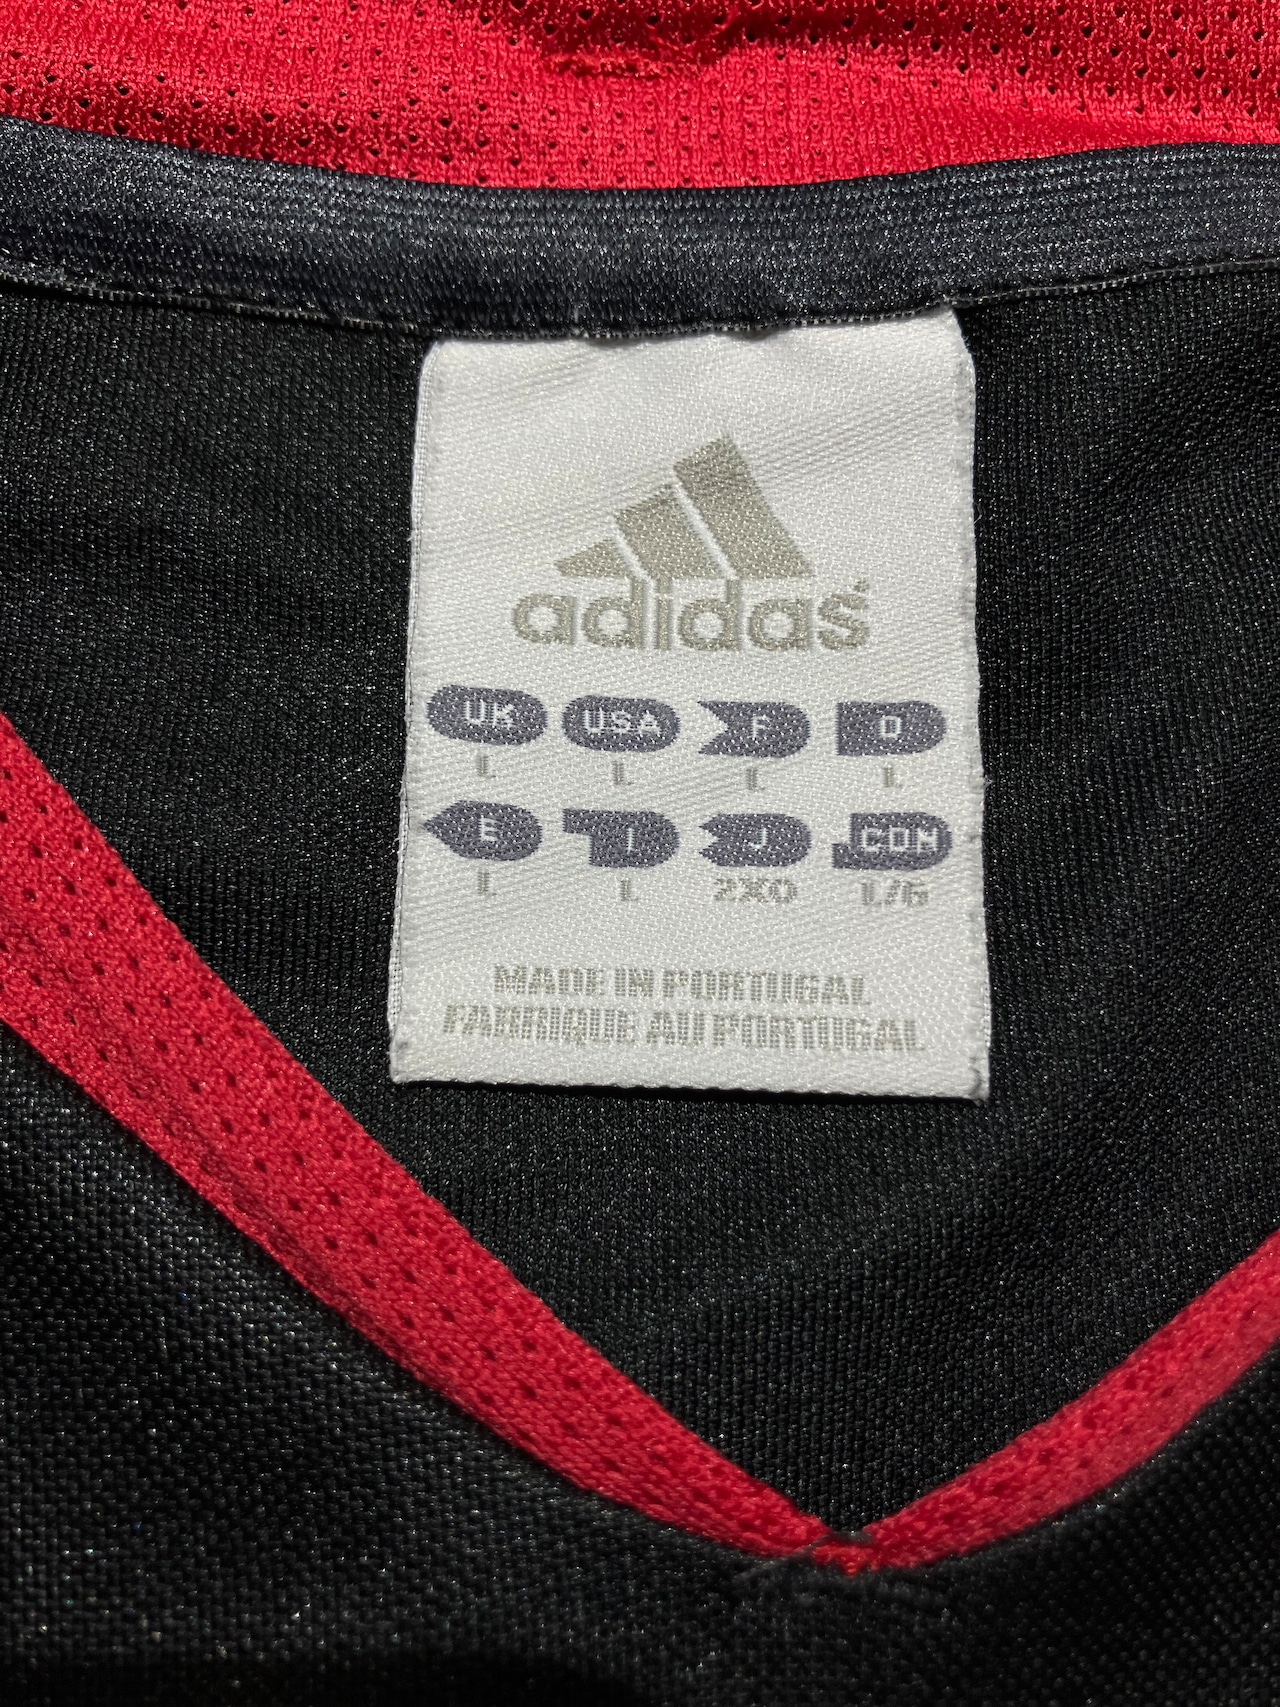 adidas®
UK USA F D
L L L L
E I J COM
L L 2XO L/G
MADE IN PORTUGAL
FABRIQUE AU PORTUGAL